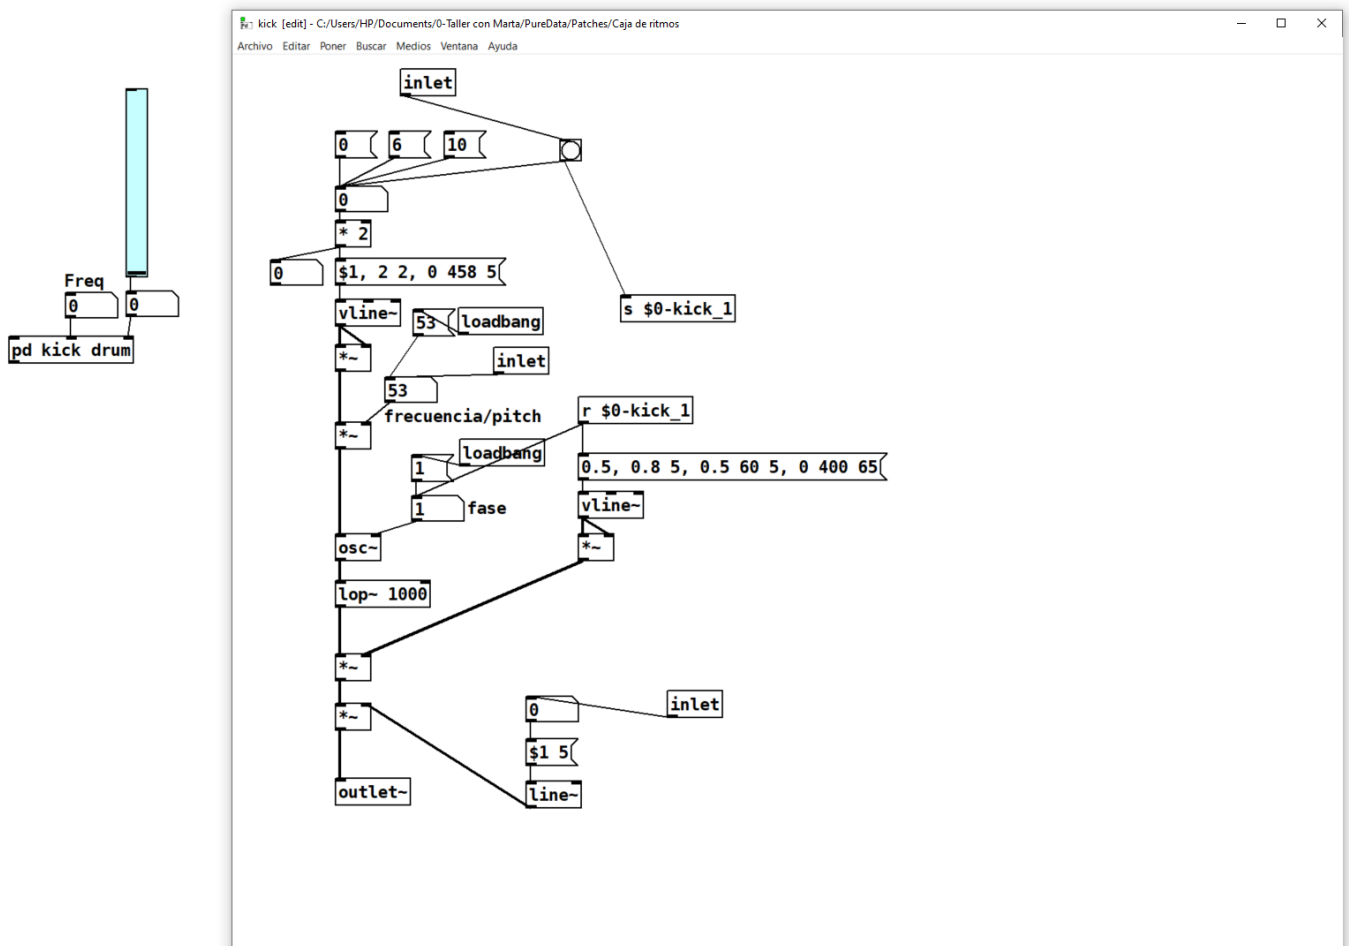 kick [edit] - C:/Users/HP/Documents/0-Taller con Marta/PureData/Patches/Caja de ritmos
Archivo Editar Poner Buscar Medios Ventana Ayuda
inlet
0 6 10
0
* 2
0
$1, 2 2, 0 458 5
s $0-kick_1
Freq
0 0
pd kick drum
vline~
53
loadbang
*~
inlet
53
frecuencia/pitch
r $0-kick_1
*~
loadbang
1
0.5, 0.8 5, 0.5 60 5, 0 400 65
1
fase
vline~
osc~
*~
lop~ 1000
*~
*~
0
inlet
$1 5
outlet~
line~